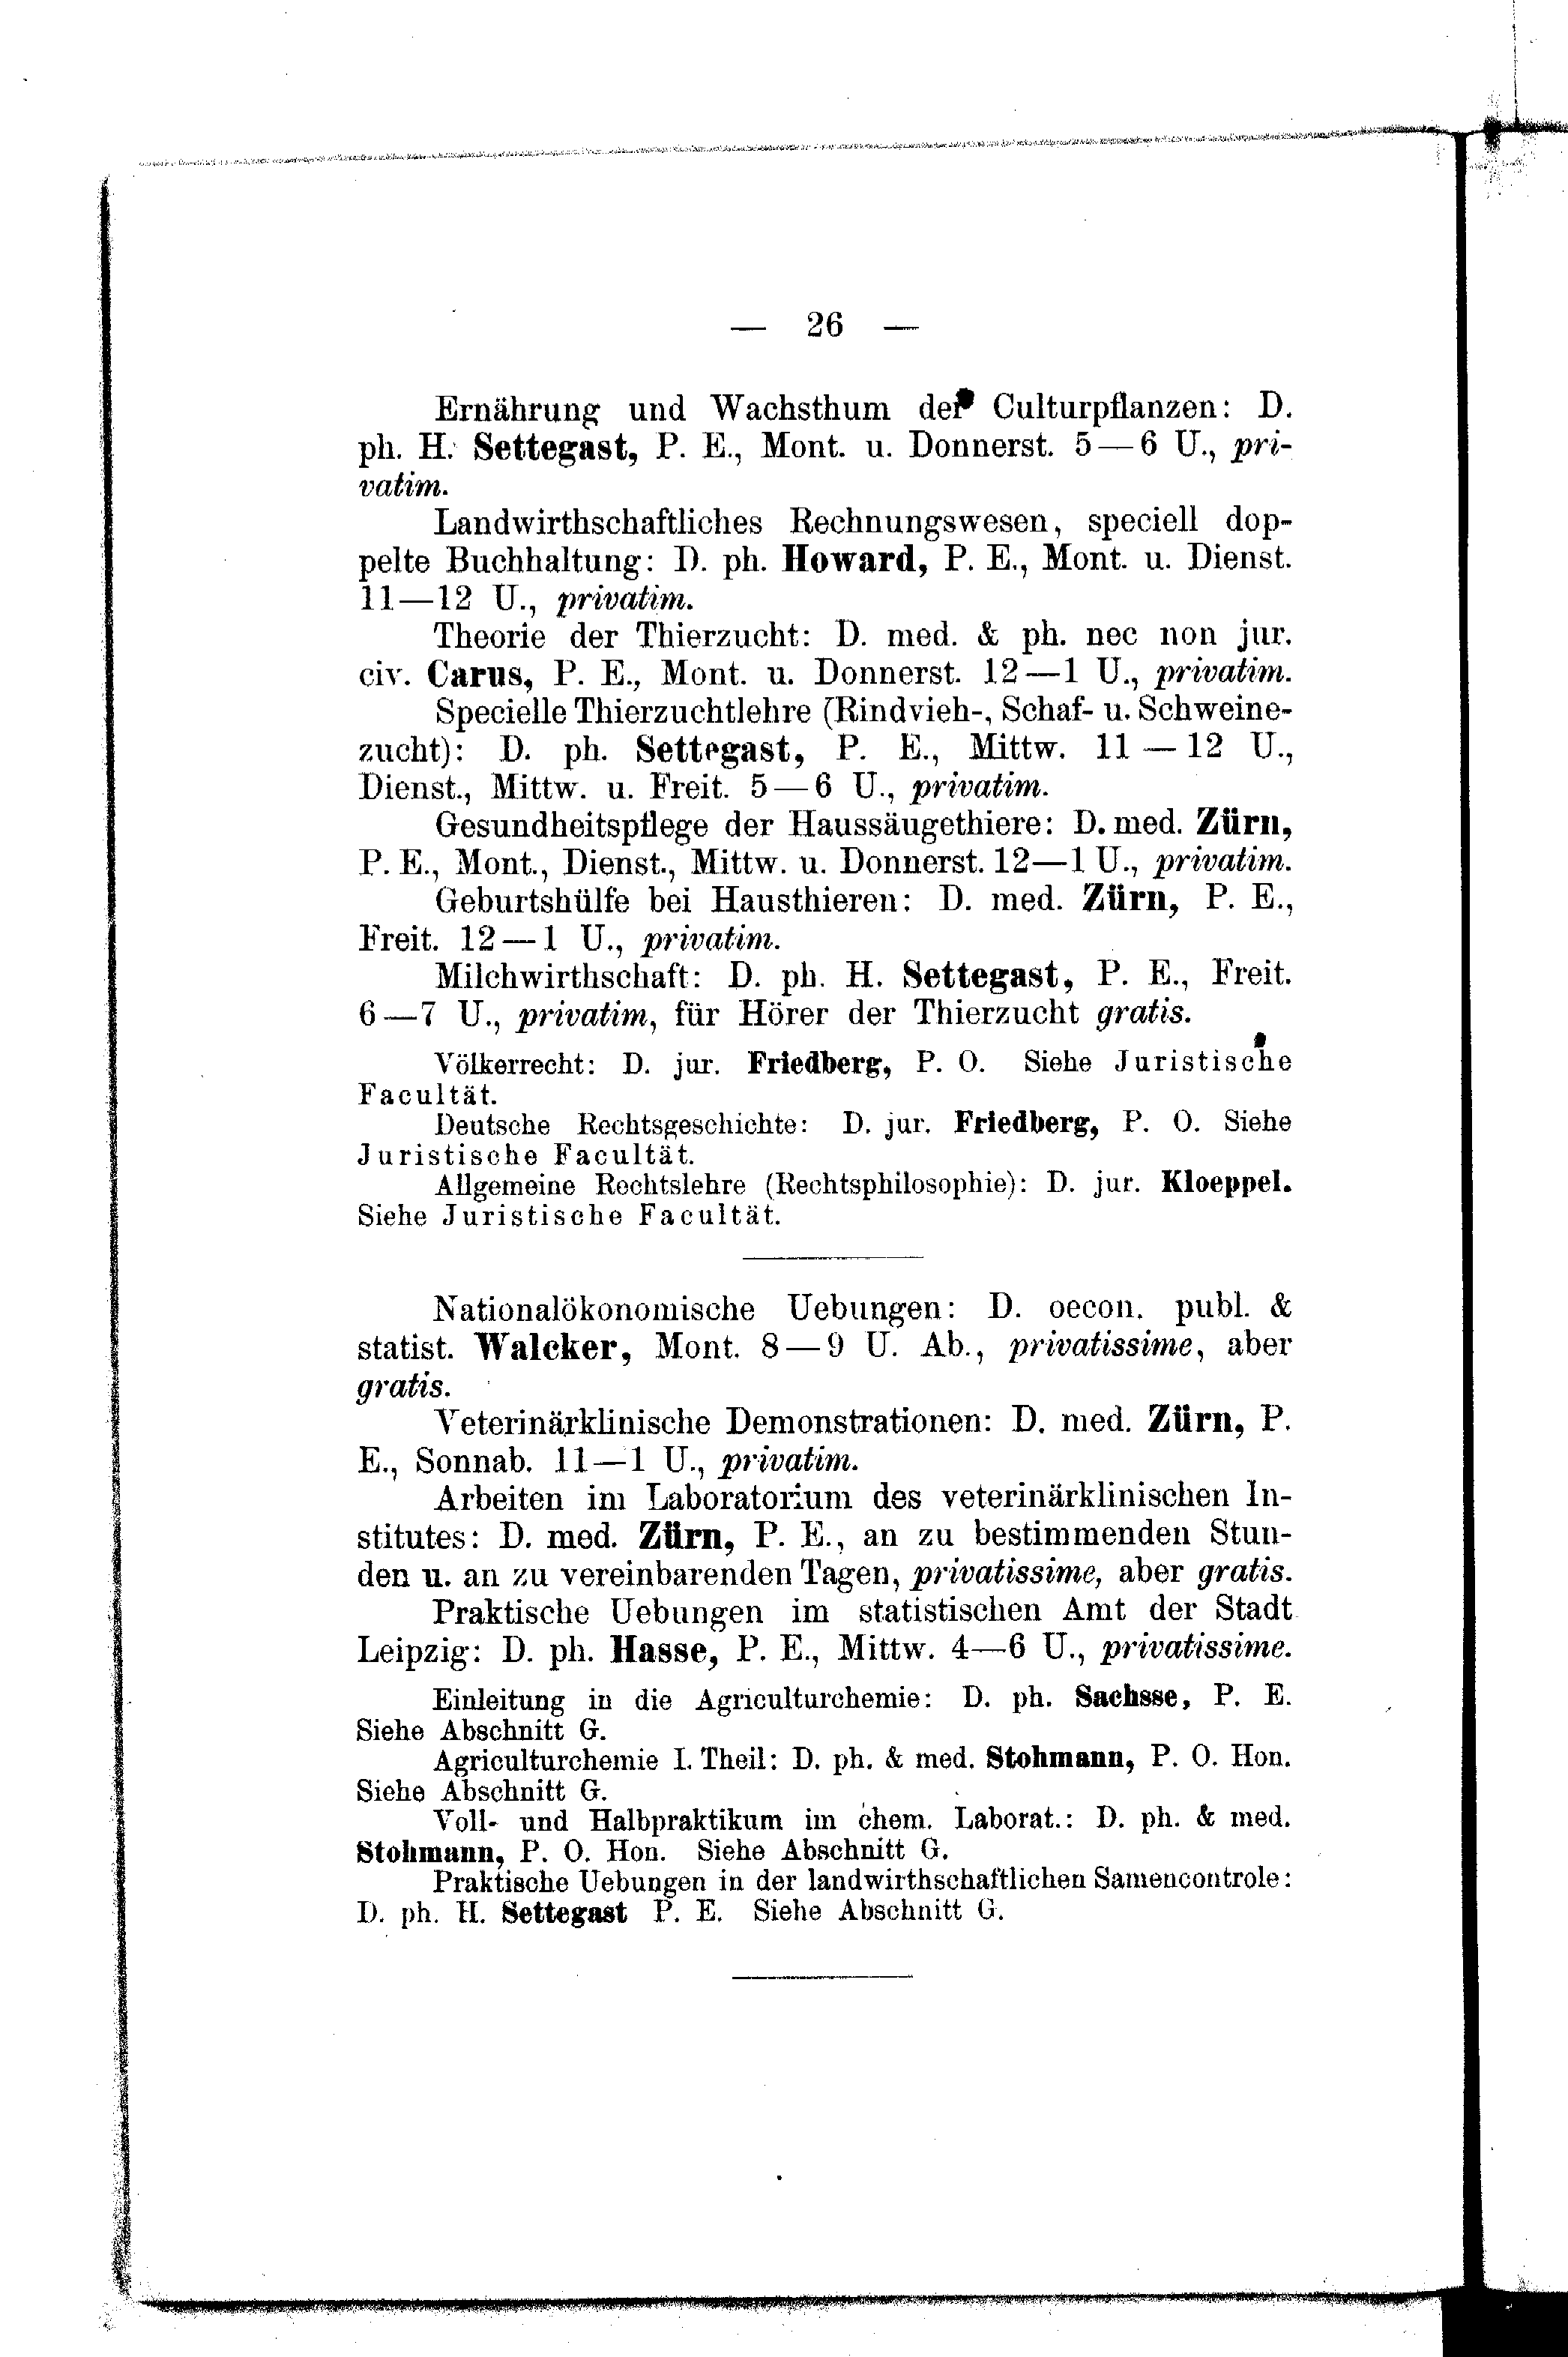 — 26 —
Ernährung und Wachsthum der Culturpflanzen: D.
ph. H. Settegast, P. E., Mont. u. Donnerst. 5—6 U., pri-
vatim.
Landwirthschaftliches Rechnungswesen, speciell dop-
pelte Buchhaltung: D. ph. Howard, P. E., Mont. u. Dienst.
11—12 U., privatim.
Theorie der Thierzucht: D. med. & ph. nec non jur.
civ. Carus, P. E., Mont. u. Donnerst. 12—1 U., privatim.
Specielle Thierzuchtlehre (Rindvieh-, Schaf- u. Schweine-
zucht): D. ph. Settegast, P. E., Mittw. 11—12 U.,
Dienst., Mittw. u. Freit. 5—6 U., privatim.
Gesundheitspflege der Haussäugethiere: D. med. Zürn,
P. E., Mont., Dienst., Mittw. u. Donnerst. 12—1 U., privatim.
Geburtshülfe bei Hausthieren: D. med. Zürn, P. E.,
Freit. 12—1 U., privatim.
Milchwirthschaft: D. ph. H. Settegast, P. E., Freit.
6—7 U., privatim, für Hörer der Thierzucht gratis.
Völkerrecht: D. jur. Friedberg, P. O. Siehe Juristische
Facultät.
Deutsche Rechtsgeschichte: D. jur. Friedberg, P. O. Siehe
Juristische Facultät.
Allgemeine Rechtslehre (Rechtsphilosophie): D. jur. Kloeppel.
Siehe Juristische Facultät.
Nationalökonomische Uebungen: D. oecon. publ. &
statist. Walcker, Mont. 8—9 U. Ab., privatissime, aber
gratis.
Veterinärklinische Demonstrationen: D. med. Zürn, P.
E., Sonnab. 11—1 U., privatim.
Arbeiten im Laboratorium des veterinärklinischen In-
stitutes: D. med. Zürn, P. E., an zu bestimmenden Stun-
den u. an zu vereinbarenden Tagen, privatissime, aber gratis.
Praktische Uebungen im statistischen Amt der Stadt
Leipzig: D. ph. Hasse, P. E., Mittw. 4—6 U., privatissime.
Einleitung in die Agriculturchemie: D. ph. Sachsse, P. E.
Siehe Abschnitt G.
Agriculturchemie I. Theil: D. ph. & med. Stohmann, P. O. Hon.
Siehe Abschnitt G.
Voll- und Halbpraktikum im chem. Laborat.: D. ph. & med.
Stohmann, P. O. Hon. Siehe Abschnitt G.
Praktische Uebungen in der landwirthschaftlichen Samencontrole:
D. ph. H. Settegast P. E. Siehe Abschnitt G.